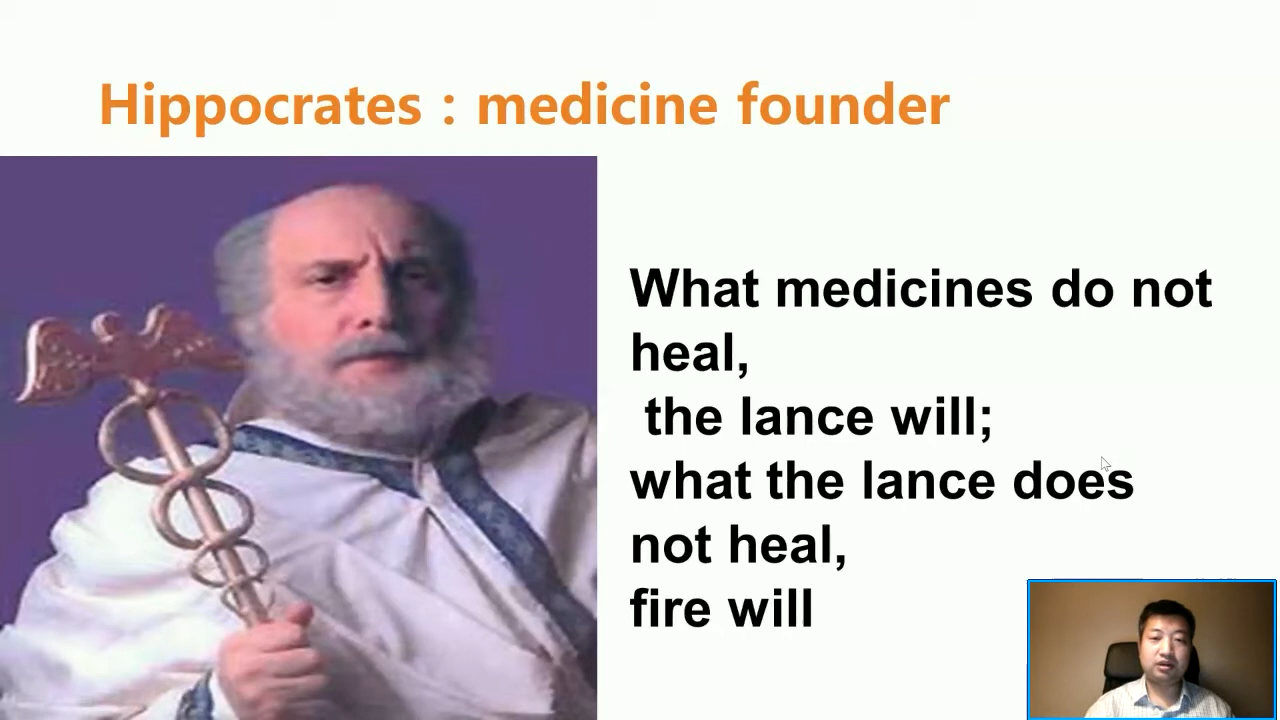 Hippocrates : medicine founder
What medicines do not
heal,
the lance will;
what the lance does
not heal,
fire will